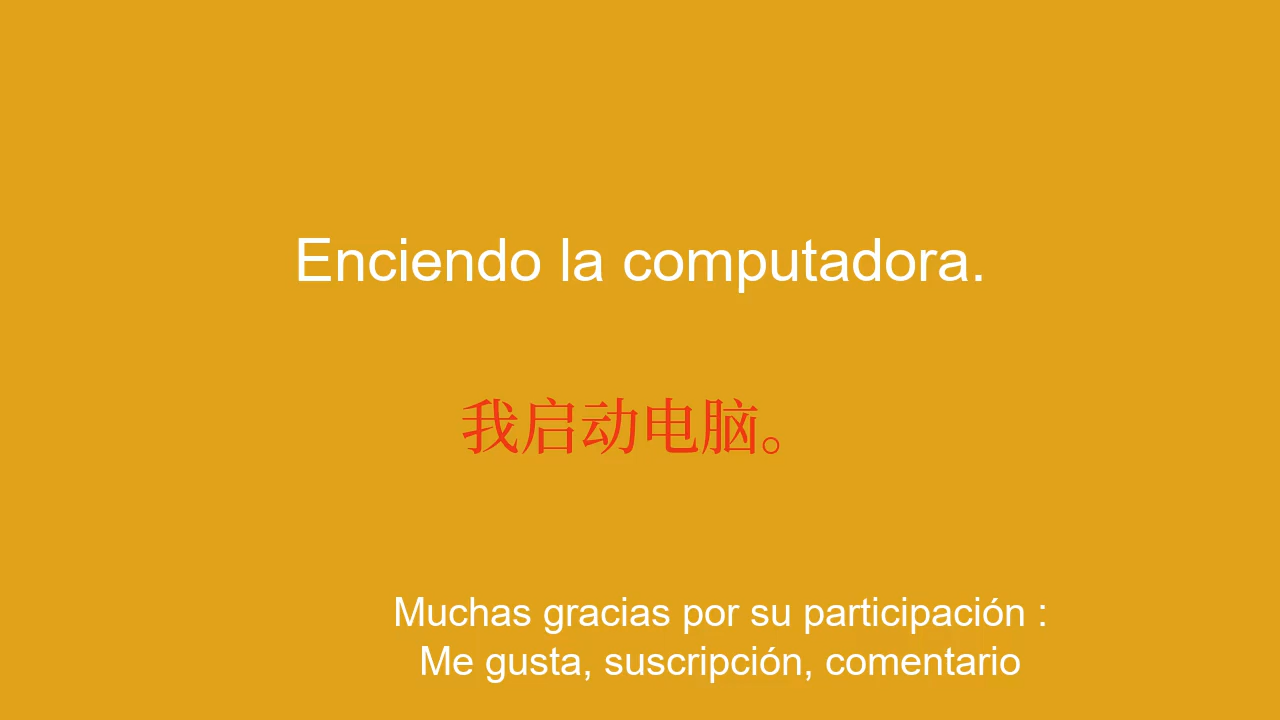 Enciendo la computadora.
我启动电脑。
Muchas gracias por su participación :
Me gusta, suscripción, comentario